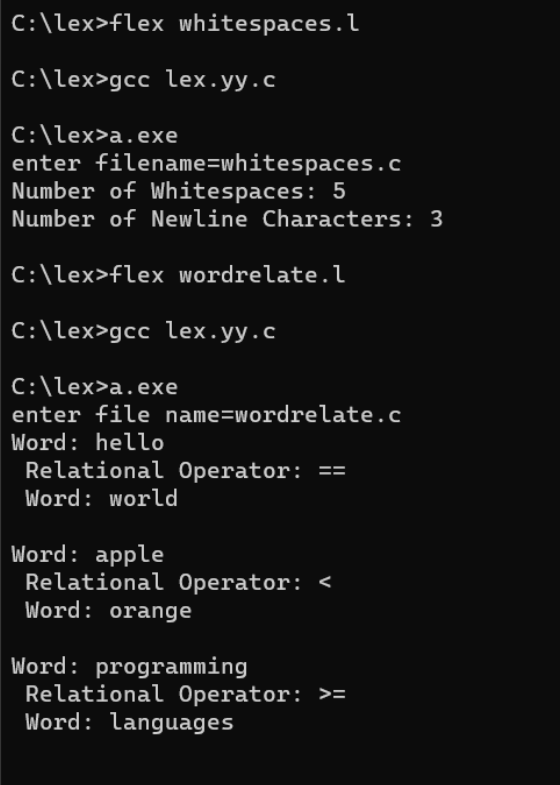 C:\lex>flex whitespaces.l
C:\lex>gcc lex.yy.c
C:\lex>a.exe
enter filename=whitespaces.c
Number of Whitespaces: 5
Number of Newline Characters: 3
C:\lex>flex wordrelate.l
C:\lex>gcc lex.yy.c
C:\lex>a.exe
enter file name=wordrelate.c
Word: hello
 Relational Operator: ==
 Word: world
Word: apple
 Relational Operator: <
 Word: orange
Word: programming
 Relational Operator: >=
 Word: languages